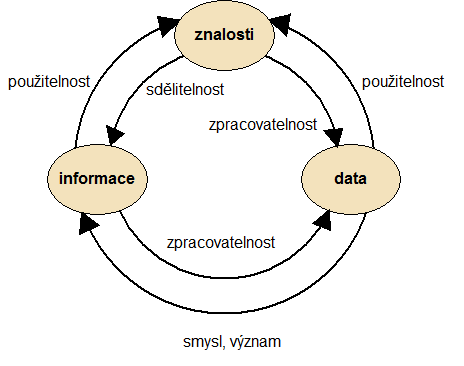 znalosti
použitelnost
sdělitelnost
použitelnost
zpracovatelnost
informace
data
zpracovatelnost
smysl, význam